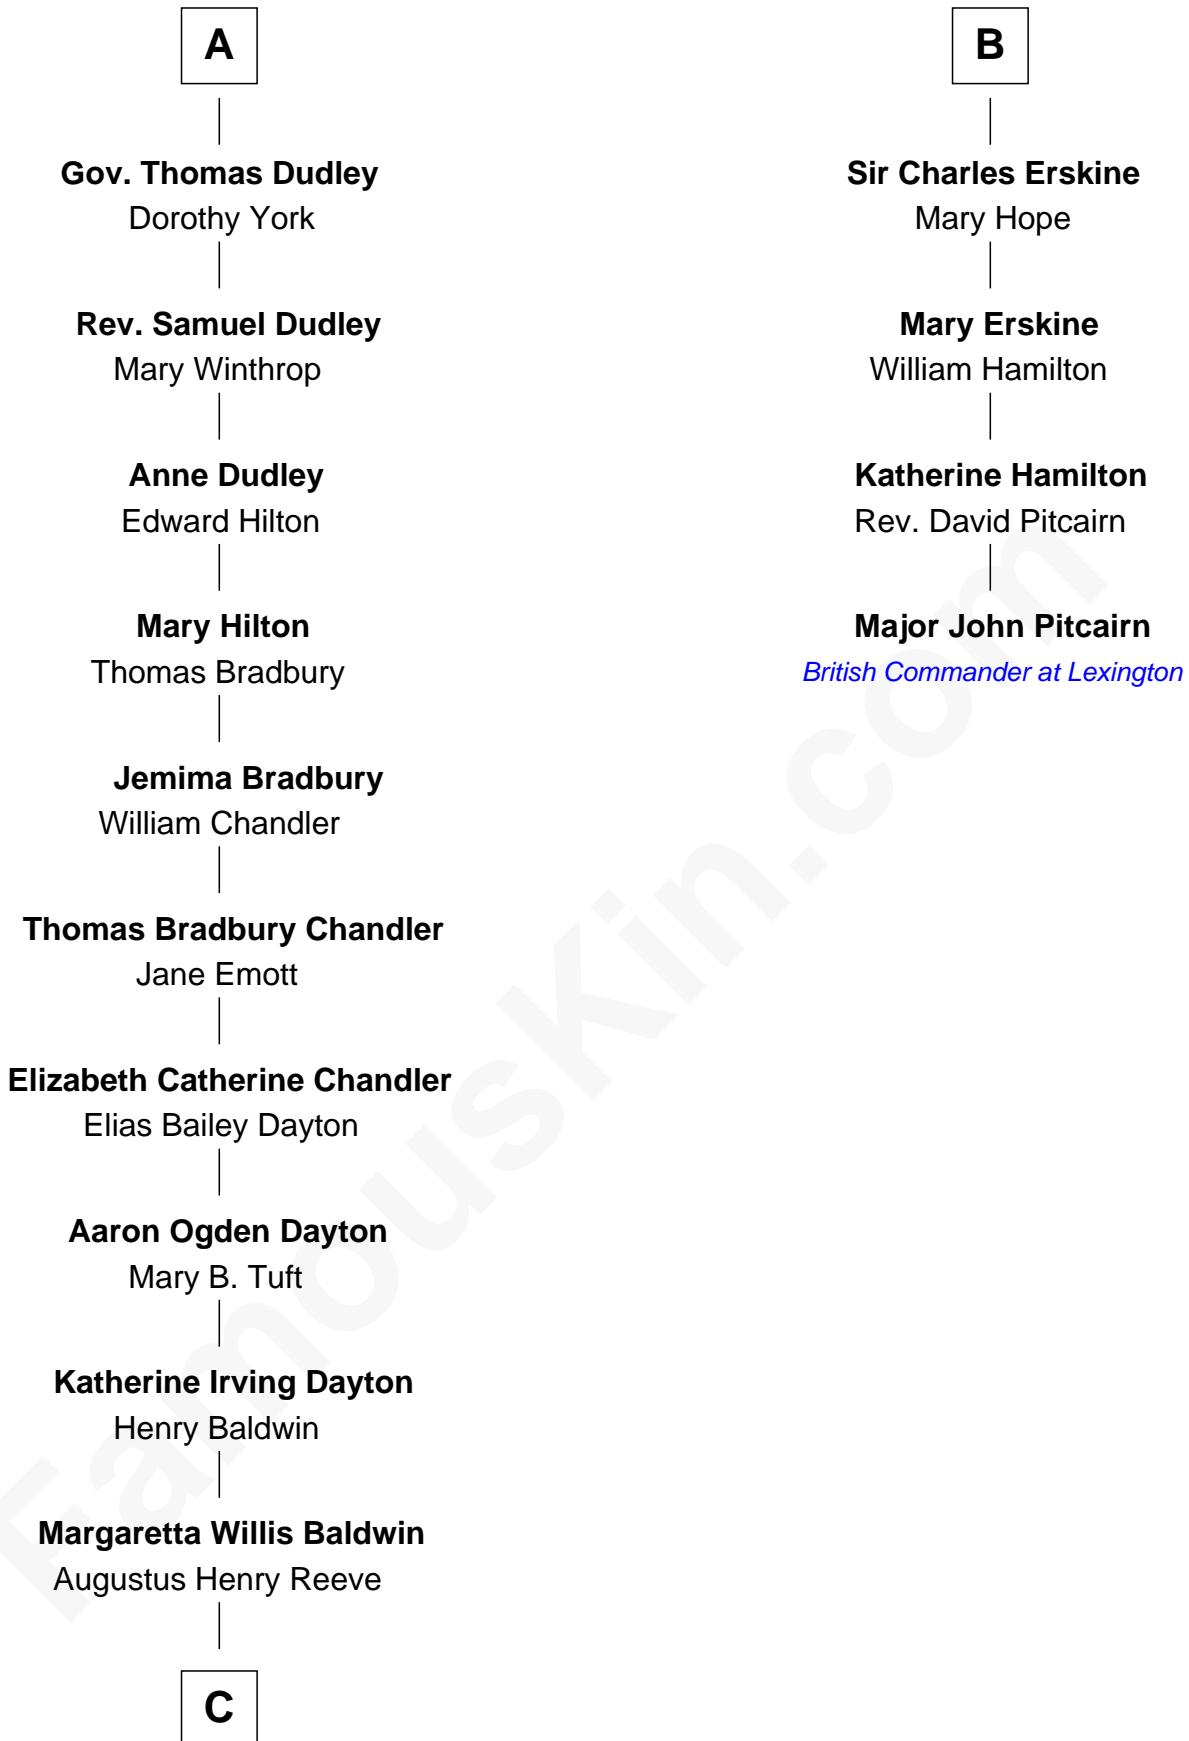 A
Gov. Thomas Dudley
Dorothy York
Rev. Samuel Dudley
Mary Winthrop
Anne Dudley
Edward Hilton
Mary Hilton
Thomas Bradbury
Jemima Bradbury
William Chandler
Thomas Bradbury Chandler
Jane Emott
Elizabeth Catherine Chandler
Elias Bailey Dayton
Aaron Ogden Dayton
Mary B. Tuft
Katherine Irving Dayton
Henry Baldwin
Margaretta Willis Baldwin
Augustus Henry Reeve
C
B
Sir Charles Erskine
Mary Hope
Mary Erskine
William Hamilton
Katherine Hamilton
Rev. David Pitcairn
Major John Pitcairn
British Commander at Lexington
FamousKin.com